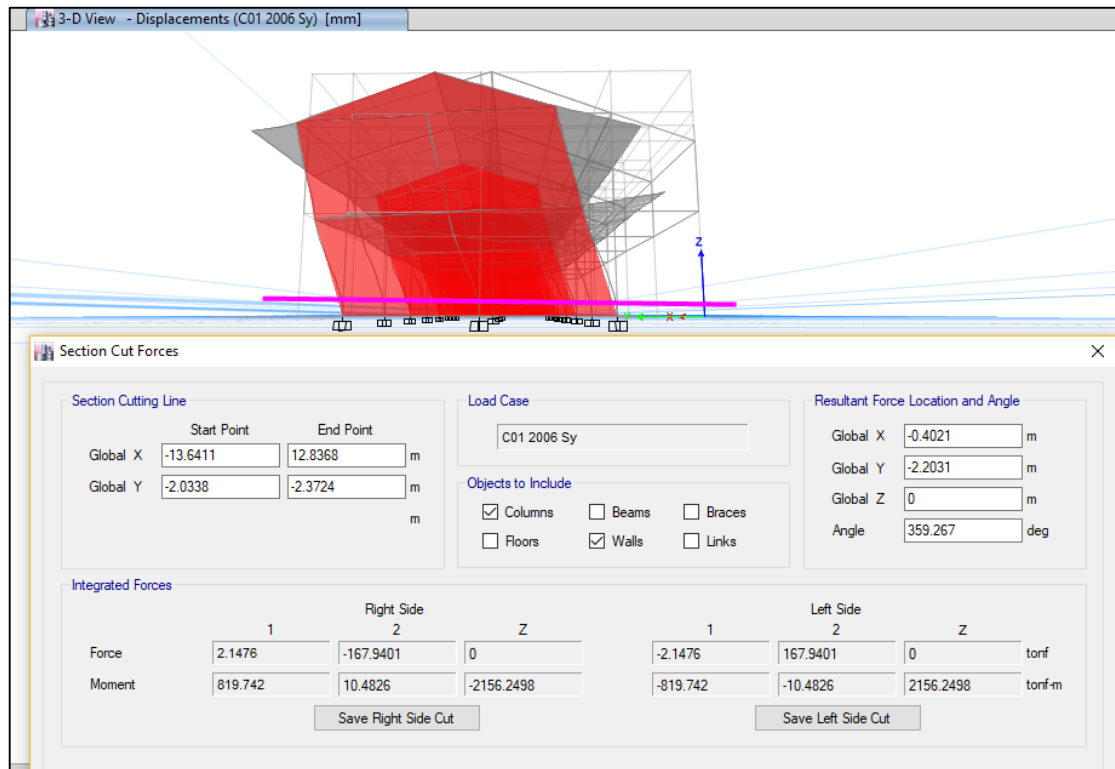 3-D View - Displacements (C01 2006 Sy) [mm]
Z
X
Section Cut Forces
Section Cutting Line
Start Point End Point
Global X -13.6411 12.8368 m
Global Y -2.0338 -2.3724 m
m
Load Case
C01 2006 Sy
Objects to Include
Columns Beams Braces
Floors Walls Links
Resultant Force Location and Angle
Global X -0.4021 m
Global Y -2.2031 m
Global Z 0 m
Angle 359.267 deg
Integrated Forces
Right Side Left Side
1 2 Z 1 2 Z
Force 2.1476 -167.9401 0 -2.1476 167.9401 0 tonf
Moment 819.742 10.4826 -2156.2498 -819.742 -10.4826 2156.2498 tonf-m
Save Right Side Cut Save Left Side Cut